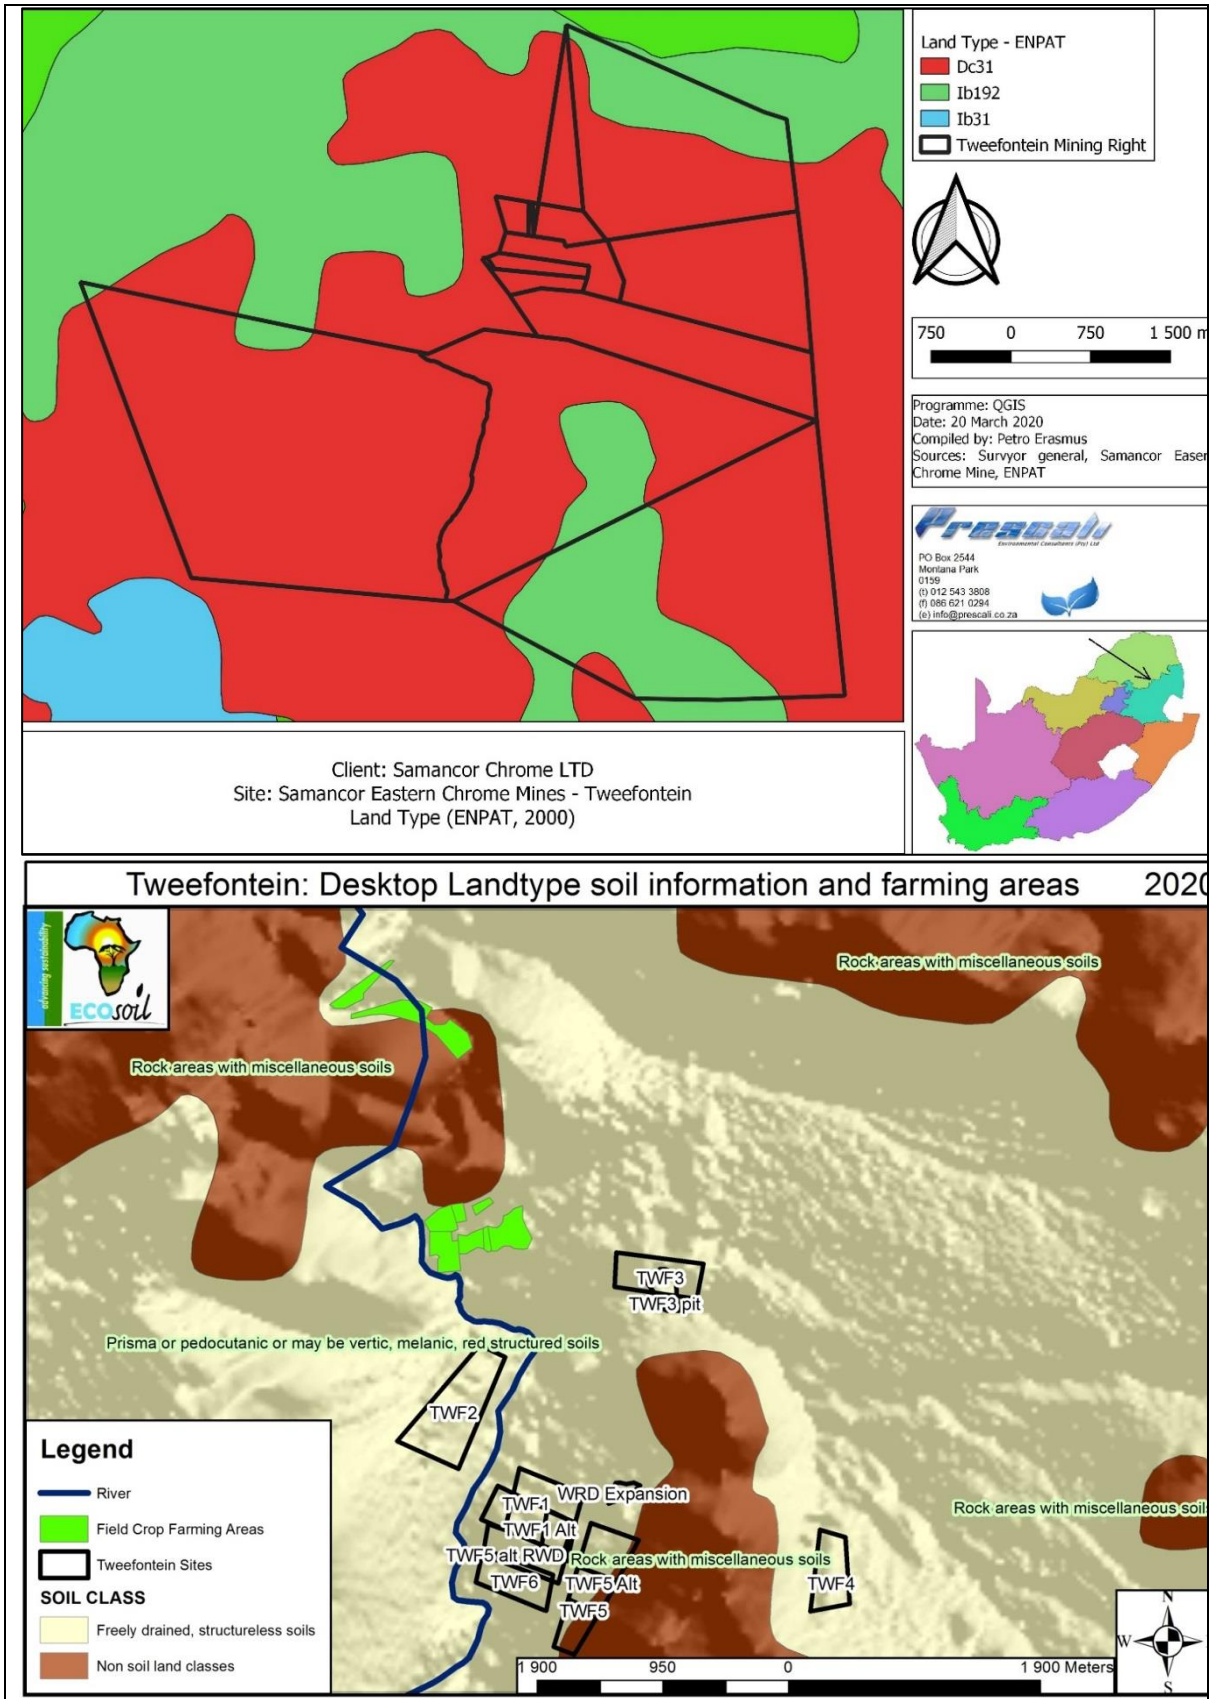 Land Type - ENPAT
Dc31
Ib192
Ib31
Tweefontein Mining Right
750 0 750 1 500 m
Programme: QGIS
Date: 20 March 2020
Compiled by: Petro Erasmus
Sources: Survyor general, Samancor Easer
Chrome Mine, ENPAT
Prescali
Environmental Consultants (Pty) Ltd
PO Box 2544
Montana Park
0159
(t) 012 543 3808
(f) 086 621 0294
(e) info@prescali.co.za
Client: Samancor Chrome LTD
Site: Samancor Eastern Chrome Mines - Tweefontein
Land Type (ENPAT, 2000)
Tweefontein: Desktop Landtype soil information and farming areas 2020
advancing sustainability
ECOsoil
Rock areas with miscellaneous soils
Rock areas with miscellaneous soils
TWF3
TWF3 pit
Prisma or pedocutanic or may be vertic, melanic, red structured soils
TWF2
WRD Expansion
TWF1
TWF1 Alt
Rock areas with miscellaneous soils
TWF5 alt RWD
Rock areas with miscellaneous soils
TWF6
TWF5 Alt
TWF4
TWF5
Legend
River
Field Crop Farming Areas
Tweefontein Sites
SOIL CLASS
Freely drained, structureless soils
Non soil land classes
1 900 950 0 1 900 Meters
N
W
S